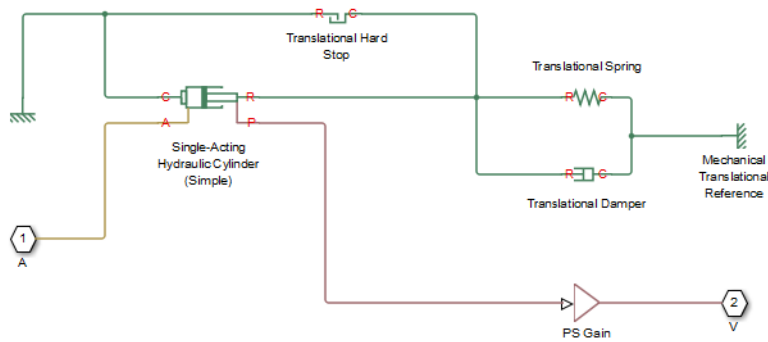 R C
Translational Hard
Stop
Translational Spring
C R
R C
A P
Single-Acting
Hydraulic Cylinder
(Simple)
Mechanical
Translational
Reference
R C
Translational Damper
1
A
2
V
PS Gain